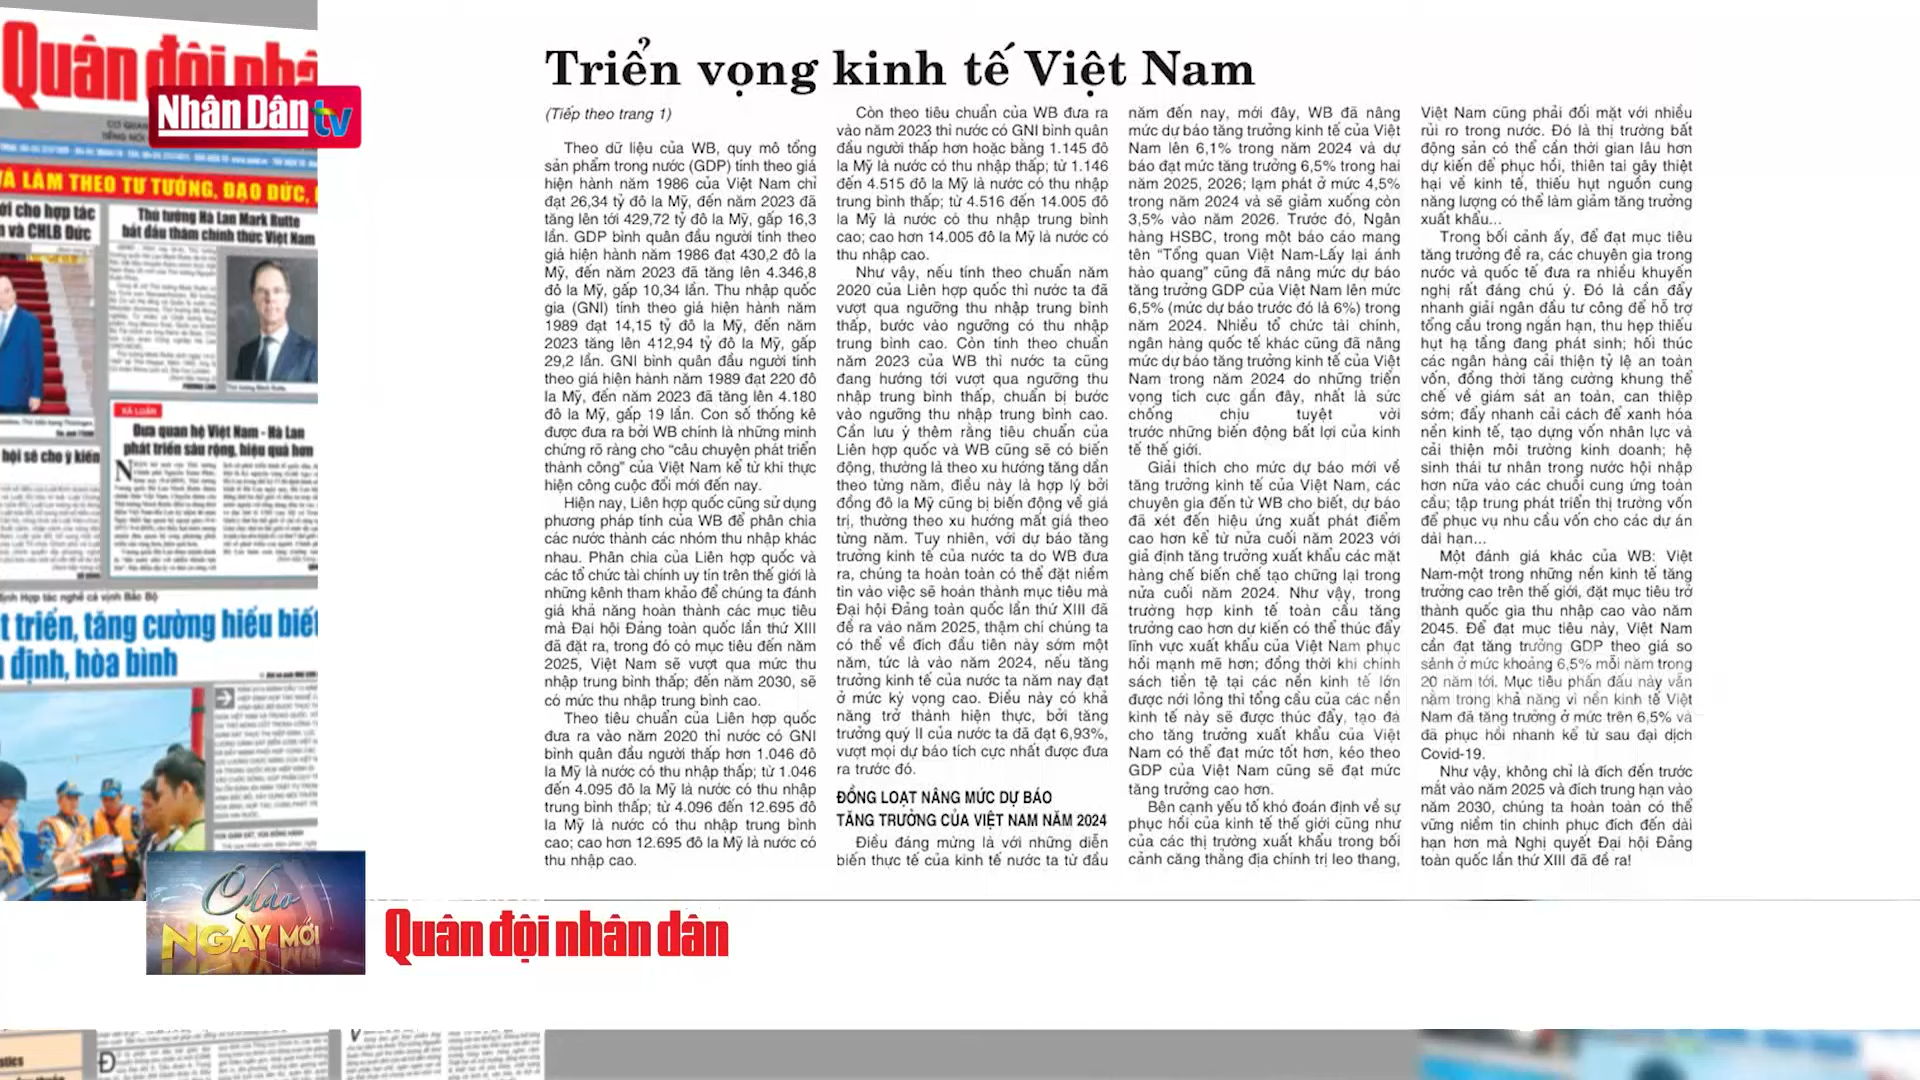 Quân đội nhân
Nhân Dân tv
VÀ LÀM THEO TƯ TƯỞNG, ĐẠO ĐỨC,
ới cho hợp tác
n và CHLB Đức
Thủ tướng Hà Lan Mark Rutte
bắt đầu thăm chính thức Việt Nam
XÃ LUẬN
Đưa quan hệ Việt Nam - Hà Lan
phát triển sâu rộng, hiệu quả hơn
hội sẽ cho ý kiến
định Hợp tác nghề cá vịnh Bắc Bộ
t triển, tăng cường hiểu biết
định, hòa bình
Triển vọng kinh tế Việt Nam
(Tiếp theo trang 1)
Theo dữ liệu của WB, quy mô tổng
sản phẩm trong nước (GDP) tính theo giá
hiện hành năm 1986 của Việt Nam chỉ
đạt 26,34 tỷ đô la Mỹ, đến năm 2023 đã
tăng lên tới 429,72 tỷ đô la Mỹ, gấp 16,3
lần. GDP bình quân đầu người tính theo
giá hiện hành năm 1986 đạt 430,2 đô la
Mỹ, đến năm 2023 đã tăng lên 4.346,8
đô la Mỹ, gấp 10,34 lần. Thu nhập quốc
gia (GNI) tính theo giá hiện hành năm
1989 đạt 14,15 tỷ đô la Mỹ, đến năm
2023 tăng lên 412,94 tỷ đô la Mỹ, gấp
29,2 lần. GNI bình quân đầu người tính
theo giá hiện hành năm 1989 đạt 220 đô
la Mỹ, đến năm 2023 đã tăng lên 4.180
đô la Mỹ, gấp 19 lần. Con số thống kê
được đưa ra bởi WB chính là những minh
chứng rõ ràng cho “câu chuyện phát triển
thành công” của Việt Nam kể từ khi thực
hiện công cuộc đổi mới đến nay.
Hiện nay, Liên hợp quốc cũng sử dụng
phương pháp tính của WB để phân chia
các nước thành các nhóm thu nhập khác
nhau. Phân chia của Liên hợp quốc và
các tổ chức tài chính uy tín trên thế giới là
những kênh tham khảo để chúng ta đánh
giá khả năng hoàn thành các mục tiêu
mà Đại hội Đảng toàn quốc lần thứ XIII
đã đặt ra, trong đó có mục tiêu đến năm
2025, Việt Nam sẽ vượt qua mức thu
nhập trung bình thấp; đến năm 2030, sẽ
có mức thu nhập trung bình cao.
Theo tiêu chuẩn của Liên hợp quốc
đưa ra vào năm 2020 thì nước có GNI
bình quân đầu người thấp hơn 1.046 đô
la Mỹ là nước có thu nhập thấp; từ 1.046
đến 4.095 đô la Mỹ là nước có thu nhập
trung bình thấp; từ 4.096 đến 12.695 đô
la Mỹ là nước có thu nhập trung bình
cao; cao hơn 12.695 đô la Mỹ là nước có
thu nhập cao.
Còn theo tiêu chuẩn của WB đưa ra
vào năm 2023 thì nước có GNI bình quân
đầu người thấp hơn hoặc bằng 1.145 đô
la Mỹ là nước có thu nhập thấp; từ 1.146
đến 4.515 đô la Mỹ là nước có thu nhập
trung bình thấp; từ 4.516 đến 14.005 đô
la Mỹ là nước có thu nhập trung bình
cao; cao hơn 14.005 đô la Mỹ là nước có
thu nhập cao.
Như vậy, nếu tính theo chuẩn năm
2020 của Liên hợp quốc thì nước ta đã
vượt qua ngưỡng thu nhập trung bình
thấp, bước vào ngưỡng có thu nhập
trung bình cao. Còn tính theo chuẩn
năm 2023 của WB thì nước ta cũng
đang hướng tới vượt qua ngưỡng thu
nhập trung bình thấp, chuẩn bị bước
vào ngưỡng thu nhập trung bình cao.
Cần lưu ý thêm rằng tiêu chuẩn của
Liên hợp quốc và WB cũng sẽ có biến
động, thường là theo xu hướng tăng dần
theo từng năm, điều này là hợp lý bởi
đồng đô la Mỹ cũng bị biến động về giá
trị, thường theo xu hướng mất giá theo
từng năm. Tuy nhiên, với dự báo tăng
trưởng kinh tế của nước ta do WB đưa
ra, chúng ta hoàn toàn có thể đặt niềm
tin vào việc sẽ hoàn thành mục tiêu mà
Đại hội Đảng toàn quốc lần thứ XIII đã
đề ra vào năm 2025, thậm chí chúng ta
có thể về đích đầu tiên này sớm một
năm, tức là vào năm 2024, nếu tăng
trưởng kinh tế của nước ta năm nay đạt
ở mức kỳ vọng cao. Điều này có khả
năng trở thành hiện thực, bởi tăng
trưởng quý II của nước ta đã đạt 6,93%,
vượt mọi dự báo tích cực nhất được đưa
ra trước đó.
ĐỒNG LOẠT NÂNG MỨC DỰ BÁO
TĂNG TRƯỞNG CỦA VIỆT NAM NĂM 2024
Điều đáng mừng là với những diễn
biến thực tế của kinh tế nước ta từ đầu
năm đến nay, mới đây, WB đã nâng
mức dự báo tăng trưởng kinh tế của Việt
Nam lên 6,1% trong năm 2024 và dự
báo đạt mức tăng trưởng 6,5% trong hai
năm 2025, 2026; lạm phát ở mức 4,5%
trong năm 2024 và sẽ giảm xuống còn
3,5% vào năm 2026. Trước đó, Ngân
hàng HSBC, trong một báo cáo mang
tên “Tổng quan Việt Nam-Lấy lại ánh
hào quang” cũng đã nâng mức dự báo
tăng trưởng GDP của Việt Nam lên mức
6,5% (mức dự báo trước đó là 6%) trong
năm 2024. Nhiều tổ chức tài chính,
ngân hàng quốc tế khác cũng đã nâng
mức dự báo tăng trưởng kinh tế của Việt
Nam trong năm 2024 do những triển
vọng tích cực gần đây, nhất là sức
chống chịu tuyệt vời
trước những biến động bất lợi của kinh
tế thế giới.
Giải thích cho mức dự báo mới về
tăng trưởng kinh tế của Việt Nam, các
chuyên gia đến từ WB cho biết, dự báo
đã xét đến hiệu ứng xuất phát điểm
cao hơn kể từ nửa cuối năm 2023 với
giả định tăng trưởng xuất khẩu các mặt
hàng chế biến chế tạo chững lại trong
nửa cuối năm 2024. Như vậy, trong
trường hợp kinh tế toàn cầu tăng
trưởng cao hơn dự kiến có thể thúc đẩy
lĩnh vực xuất khẩu của Việt Nam phục
hồi mạnh mẽ hơn; đồng thời khi chính
sách tiền tệ tại các nền kinh tế lớn
được nới lỏng thì tổng cầu của các nền
kinh tế này sẽ được thúc đẩy, tạo đà
cho tăng trưởng xuất khẩu của Việt
Nam có thể đạt mức tốt hơn, kéo theo
GDP của Việt Nam cũng sẽ đạt mức
tăng trưởng cao hơn.
Bên cạnh yếu tố khó đoán định về sự
phục hồi của kinh tế thế giới cũng như
của các thị trường xuất khẩu trong bối
cảnh căng thẳng địa chính trị leo thang,
Việt Nam cũng phải đối mặt với nhiều
rủi ro trong nước. Đó là thị trường bất
động sản có thể cần thời gian lâu hơn
dự kiến để phục hồi, thiên tai gây thiệt
hại về kinh tế, thiếu hụt nguồn cung
năng lượng có thể làm giảm tăng trưởng
xuất khẩu...
Trong bối cảnh ấy, để đạt mục tiêu
tăng trưởng đề ra, các chuyên gia trong
nước và quốc tế đưa ra nhiều khuyến
nghị rất đáng chú ý. Đó là cần đẩy
nhanh giải ngân đầu tư công để hỗ trợ
tổng cầu trong ngắn hạn, thu hẹp thiếu
hụt hạ tầng đang phát sinh; hối thúc
các ngân hàng cải thiện tỷ lệ an toàn
vốn, đồng thời tăng cường khung thể
chế về giám sát an toàn, can thiệp
sớm; đẩy nhanh cải cách để xanh hóa
nền kinh tế, tạo dựng vốn nhân lực và
cải thiện môi trường kinh doanh; hệ
sinh thái tư nhân trong nước hội nhập
hơn nữa vào các chuỗi cung ứng toàn
cầu; tập trung phát triển thị trường vốn
để phục vụ nhu cầu vốn cho các dự án
dài hạn...
Một đánh giá khác của WB: Việt
Nam-một trong những nền kinh tế tăng
trưởng cao trên thế giới, đặt mục tiêu trở
thành quốc gia thu nhập cao vào năm
2045. Để đạt mục tiêu này, Việt Nam
cần đạt tăng trưởng GDP theo giá so
sánh ở mức khoảng 6,5% mỗi năm trong
20 năm tới. Mục tiêu phấn đấu này vẫn
nằm trong khả năng vì nền kinh tế Việt
Nam đã tăng trưởng ở mức trên 6,5% và
đã phục hồi nhanh kể từ sau đại dịch
Covid-19.
Như vậy, không chỉ là đích đến trước
mắt vào năm 2025 và đích trung hạn vào
năm 2030, chúng ta hoàn toàn có thể
vững niềm tin chinh phục đích đến dài
hạn hơn mà Nghị quyết Đại hội Đảng
toàn quốc lần thứ XIII đã đề ra!
Chào
NGÀY MỚI
Quân đội nhân dân